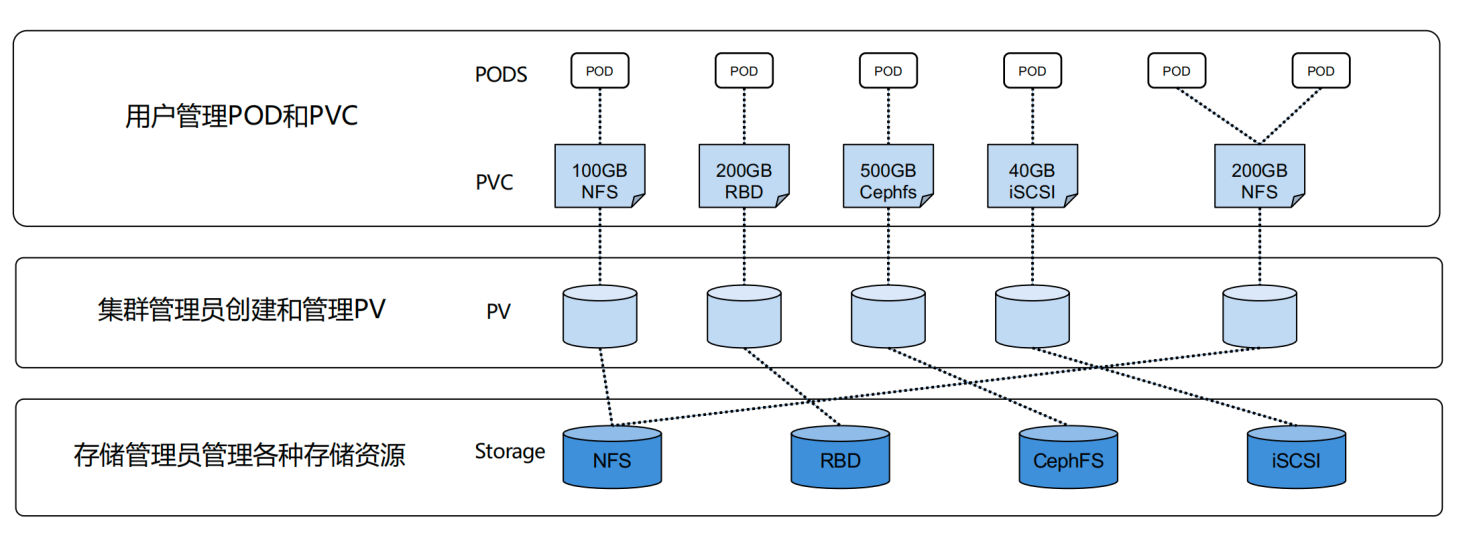 PODS
POD
POD
POD
POD
POD
POD
用户管理POD和PVC
PVC
100GB
NFS
200GB
RBD
500GB
Cephfs
40GB
iSCSI
200GB
NFS
集群管理员创建和管理PV
PV
存储管理员管理各种存储资源
Storage
NFS
RBD
CephFS
iSCSI